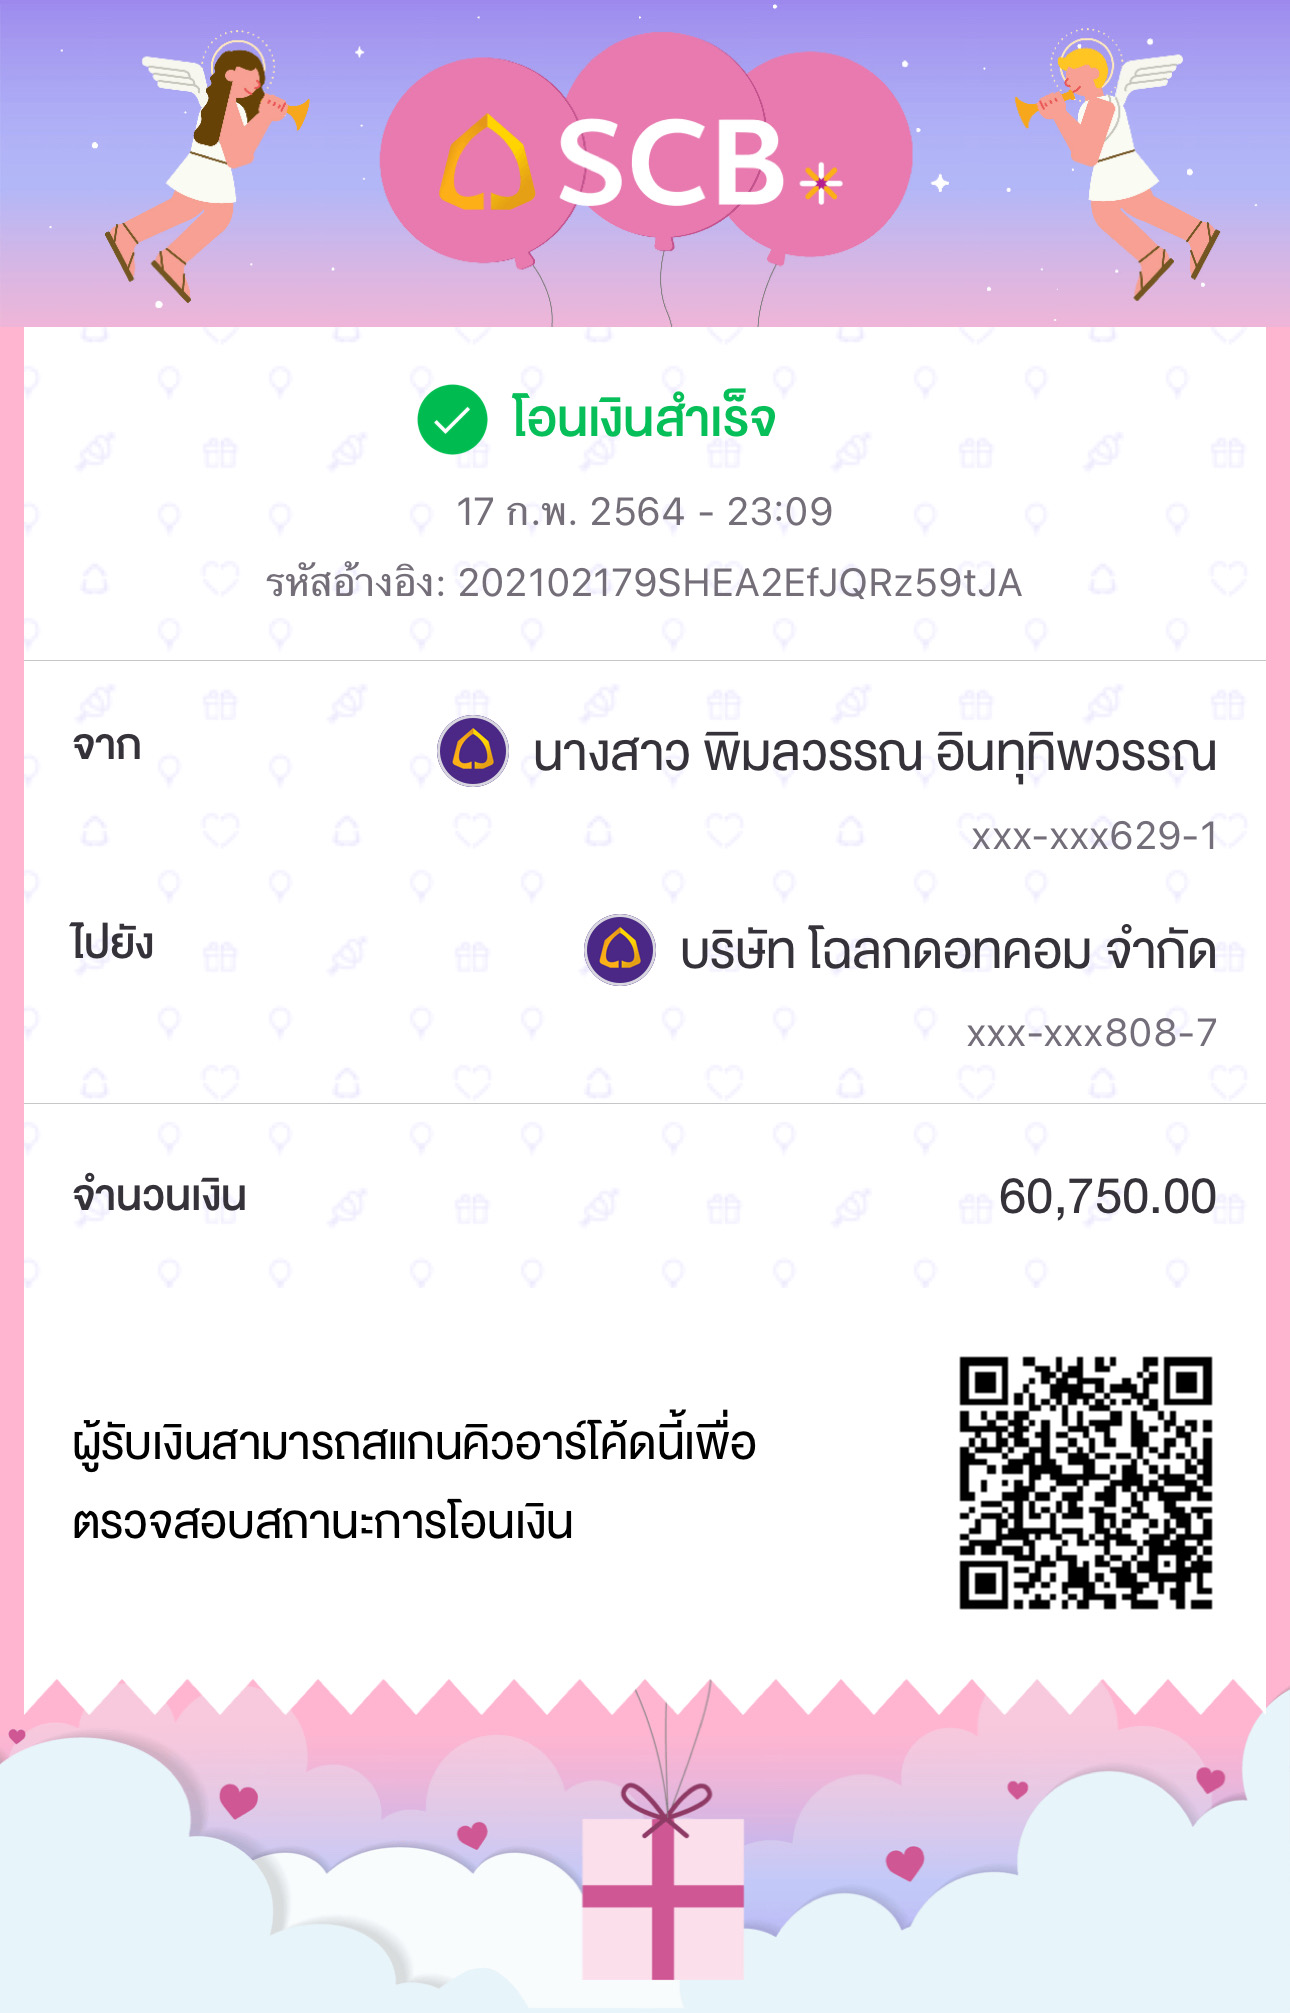 SCB
โอนเงินสำเร็จ
17 ก.พ. 2564 - 23:09
รหัสอ้างอิง: 202102179SHEA2EfJQRz59tJA
จาก
นางสาว พิมลวรรณ อินทุทิพวรรณ
xxx-xxx629-1
ไปยัง
บริษัท โฉลกดอทคอม จำกัด
xxx-xxx808-7
จำนวนเงิน 60,750.00
ผู้รับเงินสามารถสแกนคิวอาร์โค้ดนี้เพื่อ
ตรวจสอบสถานะการโอนเงิน